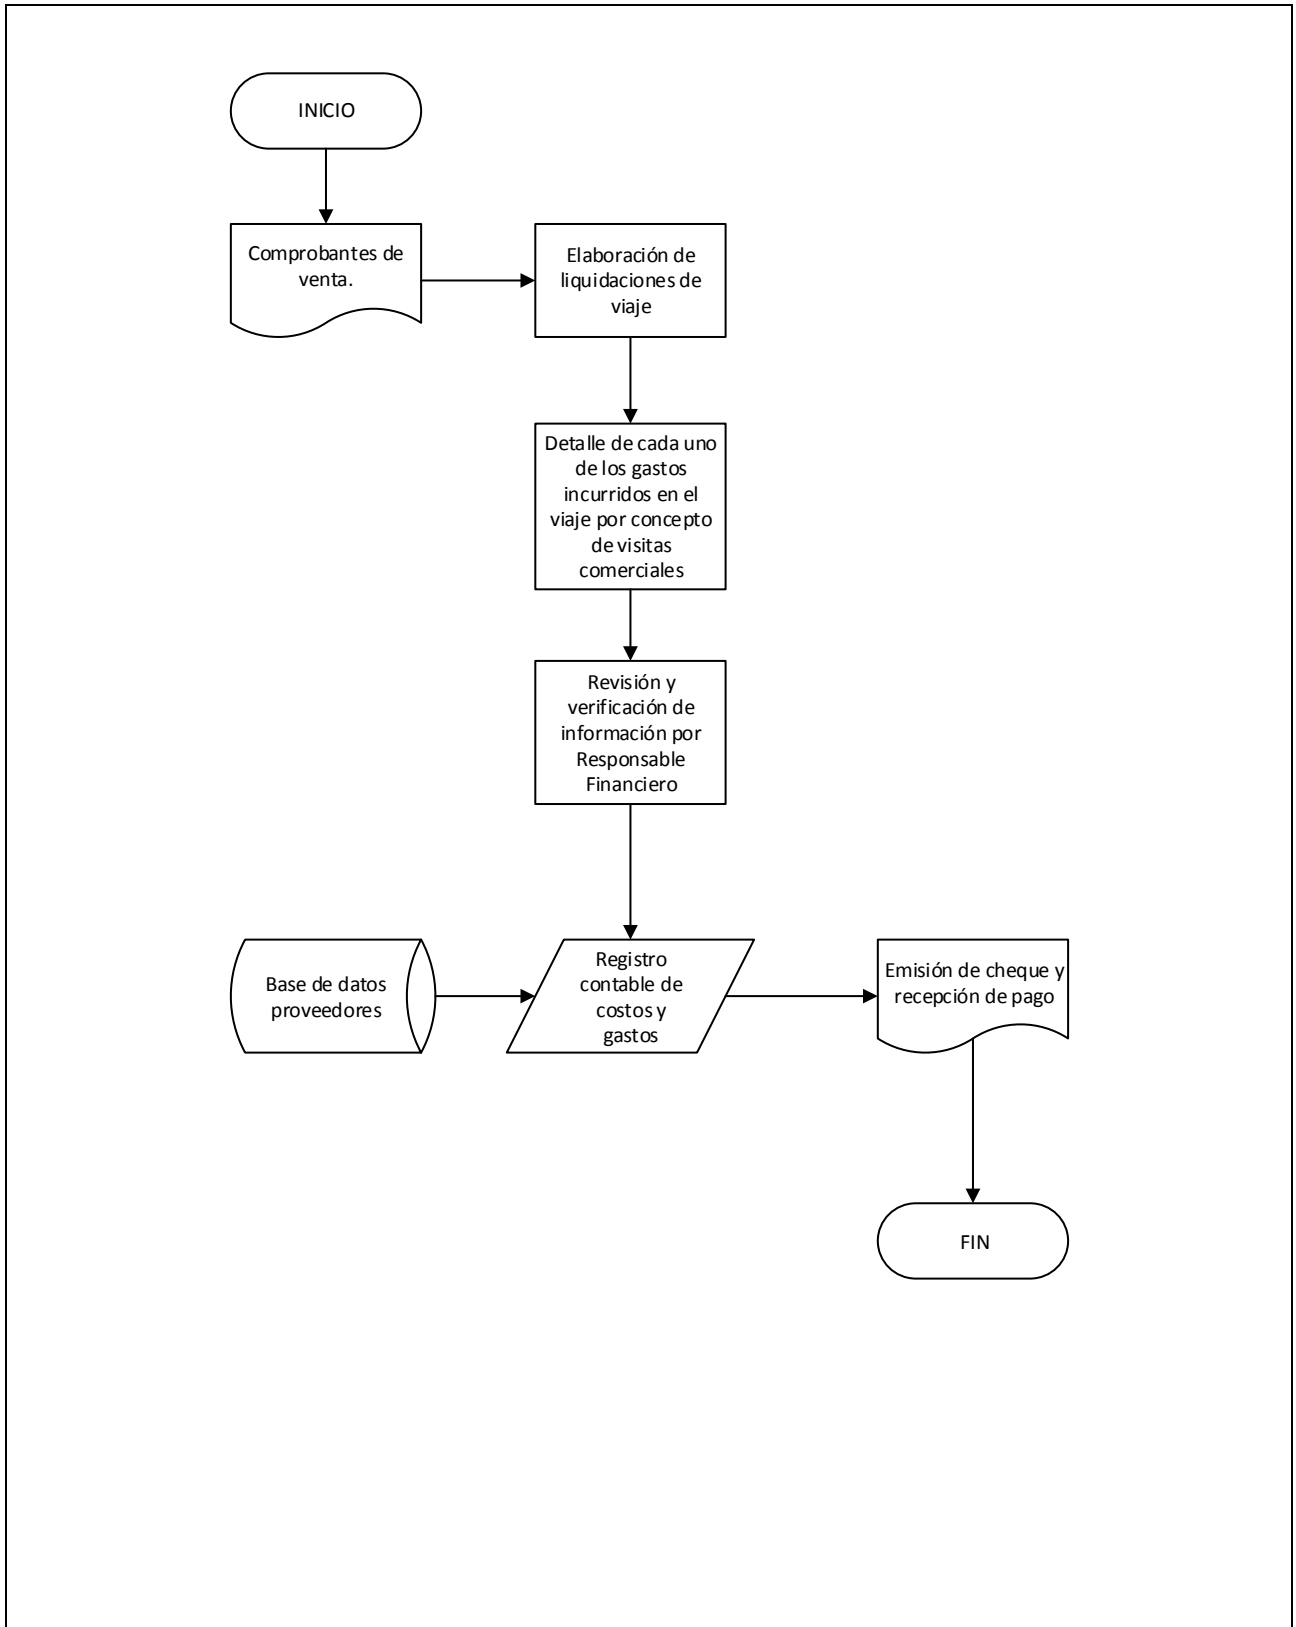 INICIO
Comprobantes de
venta.
Elaboración de
liquidaciones de
viaje
Detalle de cada uno
de los gastos
incurridos en el
viaje por concepto
de visitas
comerciales
Revisión y
verificación de
información por
Responsable
Financiero
Base de datos
proveedores
Registro
contable de
costos y
gastos
Emisión de cheque y
recepción de pago
FIN